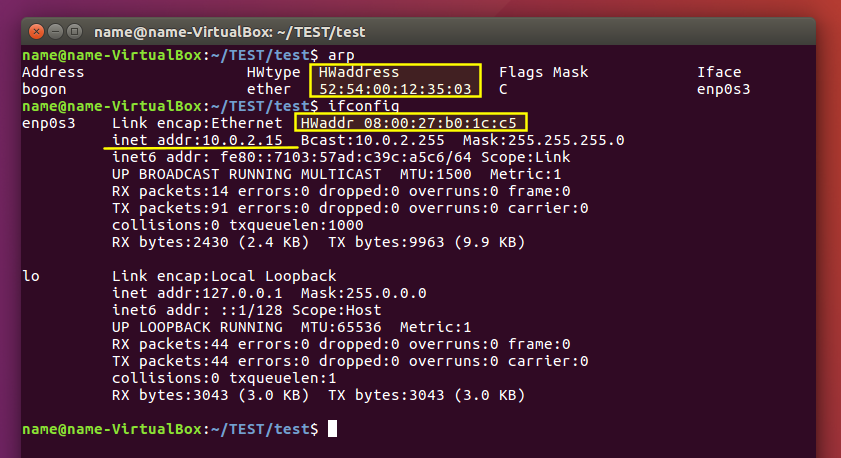 name@name-VirtualBox: ~/TEST/test
name@name-VirtualBox:~/TEST/test$ arp
Address HWtype HWaddress Flags Mask Iface
bogon ether 52:54:00:12:35:03 C enp0s3
name@name-VirtualBox:~/TEST/test$ ifconfig
enp0s3 Link encap:Ethernet HWaddr 08:00:27:b0:1c:c5
inet addr:10.0.2.15 Bcast:10.0.2.255 Mask:255.255.255.0
inet6 addr: fe80::7103:57ad:c39c:a5c6/64 Scope:Link
UP BROADCAST RUNNING MULTICAST MTU:1500 Metric:1
RX packets:14 errors:0 dropped:0 overruns:0 frame:0
TX packets:91 errors:0 dropped:0 overruns:0 carrier:0
collisions:0 txqueuelen:1000
RX bytes:2430 (2.4 KB) TX bytes:9963 (9.9 KB)
lo Link encap:Local Loopback
inet addr:127.0.0.1 Mask:255.0.0.0
inet6 addr: ::1/128 Scope:Host
UP LOOPBACK RUNNING MTU:65536 Metric:1
RX packets:44 errors:0 dropped:0 overruns:0 frame:0
TX packets:44 errors:0 dropped:0 overruns:0 carrier:0
collisions:0 txqueuelen:1
RX bytes:3043 (3.0 KB) TX bytes:3043 (3.0 KB)
name@name-VirtualBox:~/TEST/test$